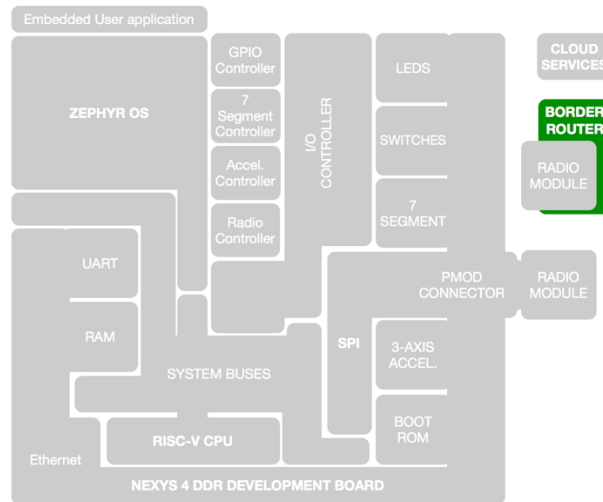 Embedded User application
ZEPHYR OS
GPIO
Controller
7
Segment
Controller
Accel.
Controller
Radio
Controller
I/O
CONTROLLER
LEDS
SWITCHES
7
SEGMENT
CLOUD
SERVICES
BORDER
ROUTER
RADIO
MODULE
UART
RAM
PMOD
CONNECTOR
RADIO
MODULE
SPI
3-AXIS
ACCEL.
SYSTEM BUSES
BOOT
ROM
RISC-V CPU
Ethernet
NEXYS 4 DDR DEVELOPMENT BOARD